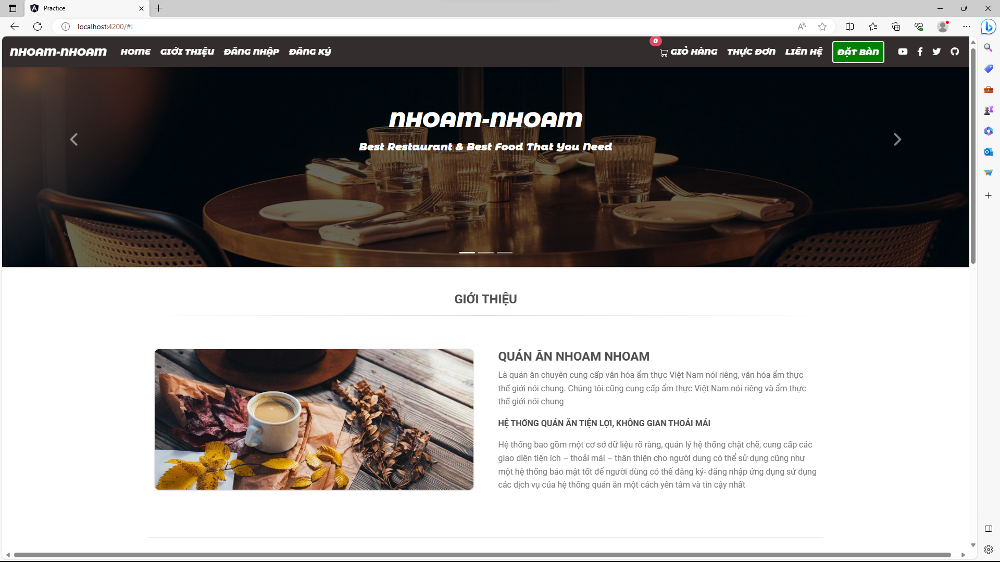 Practice
localhost:4200/#!
NHOAM-NHOAM HOME GIỚI THIỆU ĐĂNG NHẬP ĐĂNG KÝ 0 GIỎ HÀNG THỰC ĐƠN LIÊN HỆ ĐẶT BÀN
NHOAM-NHOAM
Best Restaurant & Best Food That You Need
GIỚI THIỆU
QUÁN ĂN NHOAM NHOAM
Là quán ăn chuyên cung cấp văn hóa ẩm thực Việt Nam nói riêng, văn hóa ẩm thực
thế giới nói chung. Chúng tôi cũng cung cấp ẩm thực Việt Nam nói riêng và ẩm thực
thế giới nói chung
HỆ THỐNG QUÁN ĂN TIỆN LỢI, KHÔNG GIAN THOẢI MÁI
Hệ thống bao gồm một cơ sở dữ liệu rõ ràng, quản lý hệ thống chặt chẽ, cung cấp các
giao diện tiện ích – thoải mái – thân thiện cho người dung có thể sử dụng cũng như
một hệ thống bảo mật tốt để người dùng có thể đăng ký- đăng nhập ứng dụng sử dụng
các dịch vụ của hệ thống quán ăn một cách yên tâm và tin cậy nhất